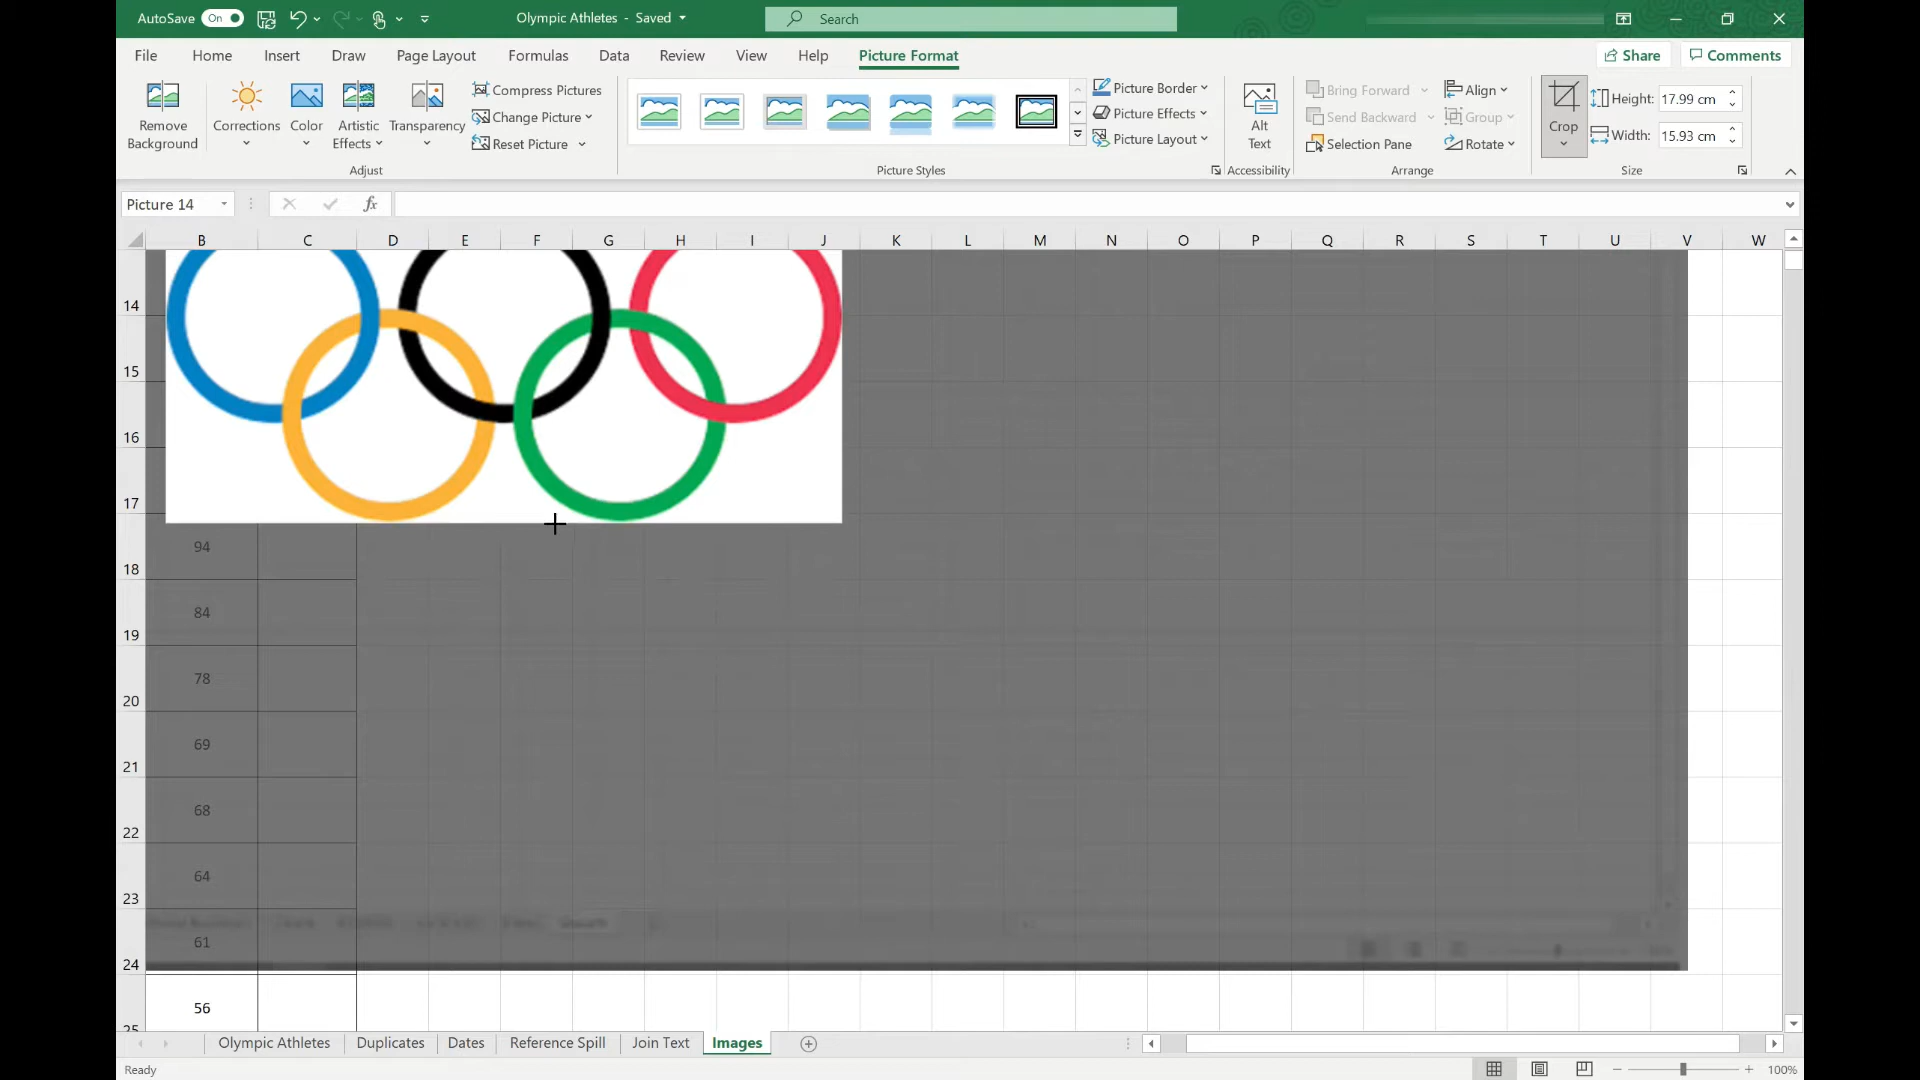 AutoSave On Olympic Athletes - Saved Search
File Home Insert Draw Page Layout Formulas Data Review View Help Picture Format Share Comments
Remove Background Corrections Color Artistic Effects Transparency Compress Pictures Change Picture Reset Picture Picture Border Picture Effects Picture Layout Alt Text Bring Forward Send Backward Selection Pane Align Group Rotate Crop Height: 17.99 cm Width: 15.93 cm
Adjust Picture Styles Accessibility Arrange Size
Picture 14 fx
B C D E F G H I J K L M N O P Q R S T U V W
14
15
16
17
94
18
84
19
78
20
69
21
68
22
64
23
61
24
56
25
Olympic Athletes Duplicates Dates Reference Spill Join Text Images
Ready 100%